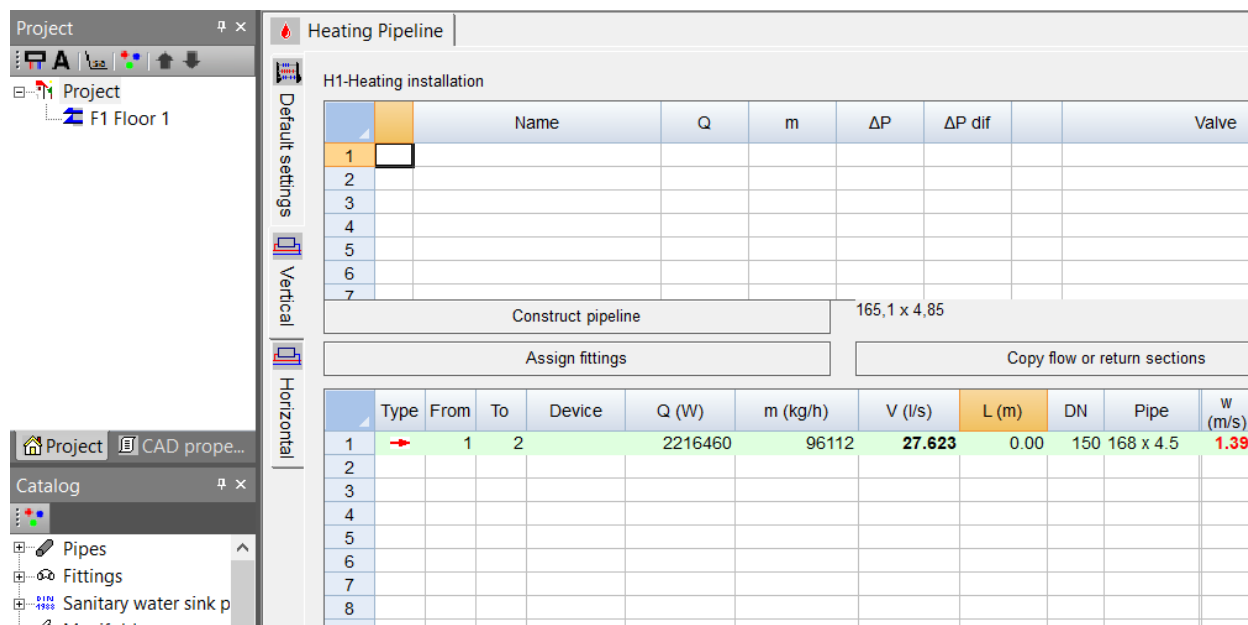 Project
Heating Pipeline
A
Project
F1 Floor 1
Project
CAD prope...
Catalog
Pipes
Fittings
Sanitary water sink p
Default settings
Vertical
Horizontal
H1-Heating installation
Name Q m ΔP ΔP dif Valve
1
2
3
4
5
6
7
Construct pipeline
165,1 x 4,85
Assign fittings
Copy flow or return sections
Type From To Device Q (W) m (kg/h) V (l/s) L (m) DN Pipe w (m/s)
1 1 2 2216460 96112 27.623 0.00 150 168 x 4.5 1.39
2
3
4
5
6
7
8